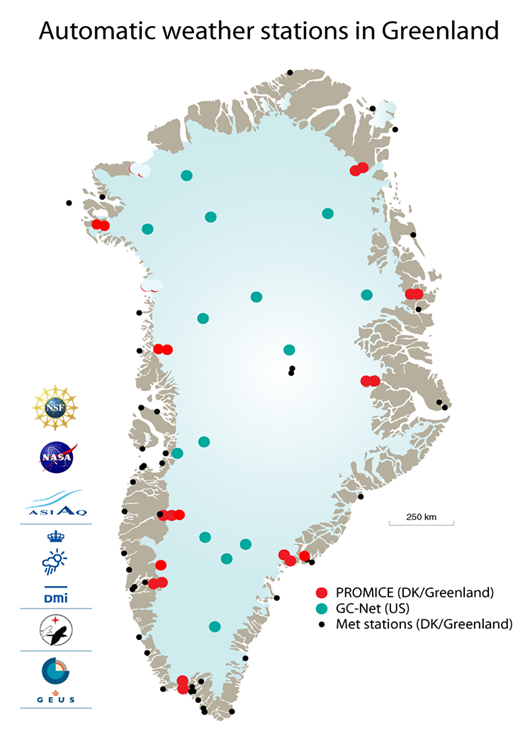 Automatic weather stations in Greenland
NSF
NASA
ASIAQ
DMi
GEUS
250 km
PROMICE (DK/Greenland)
GC-Net (US)
Met stations (DK/Greenland)